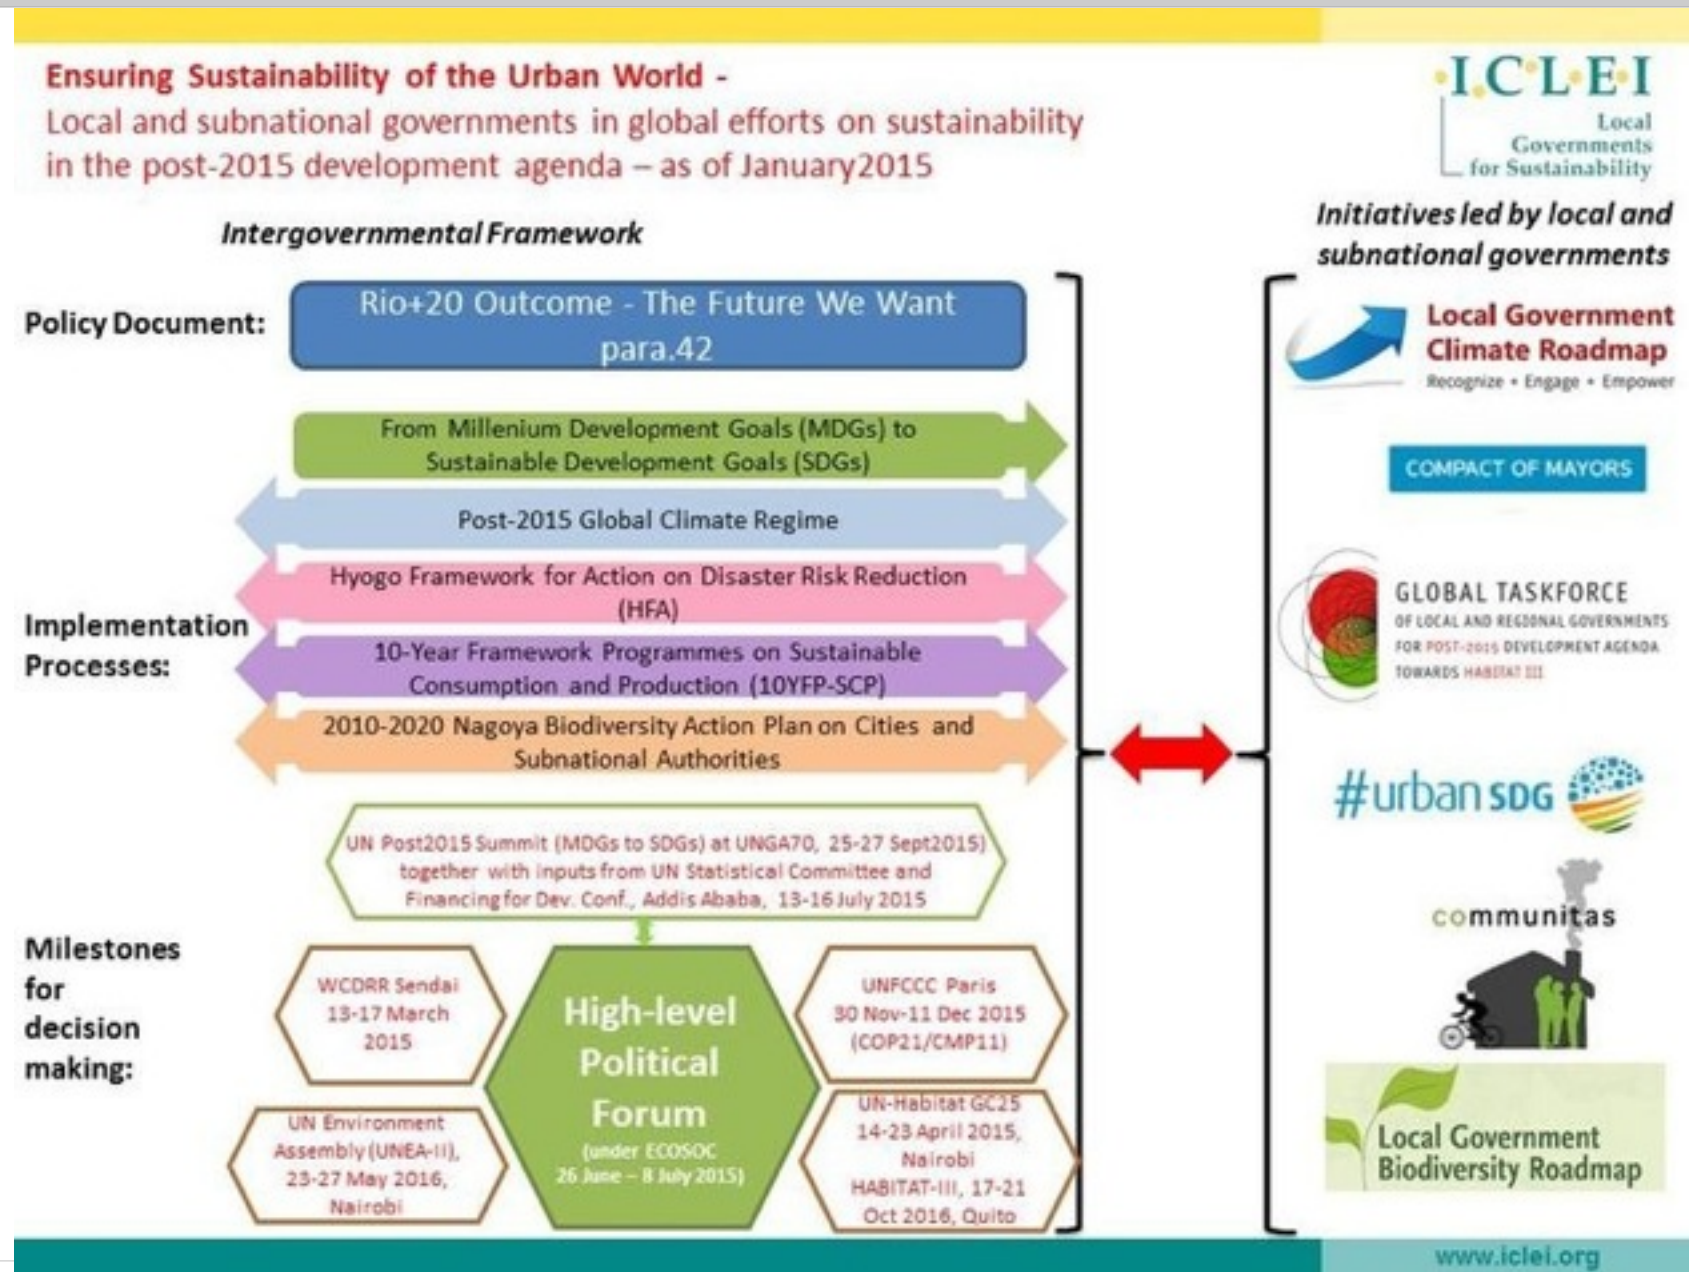 Ensuring Sustainability of the Urban World -
Local and subnational governments in global efforts on sustainability
in the post-2015 development agenda – as of January2015
I.C.L.E.I
Local
Governments
for Sustainability
Intergovernmental Framework
Initiatives led by local and
subnational governments
Policy Document:
Rio+20 Outcome - The Future We Want
para.42
Implementation
Processes:
From Millenium Development Goals (MDGs) to
Sustainable Development Goals (SDGs)
Post-2015 Global Climate Regime
Hyogo Framework for Action on Disaster Risk Reduction
(HFA)
10-Year Framework Programmes on Sustainable
Consumption and Production (10YFP-SCP)
2010-2020 Nagoya Biodiversity Action Plan on Cities and
Subnational Authorities
Milestones
for
decision
making:
UN Post2015 Summit (MDGs to SDGs) at UNGA70, 25-27 Sept2015)
together with inputs from UN Statistical Committee and
Financing for Dev. Conf., Addis Ababa, 13-16 July 2015
WCDRR Sendai
13-17 March
2015
UN Environment
Assembly (UNEA-II),
23-27 May 2016,
Nairobi
High-level
Political
Forum
(under ECOSOC
26 June – 8 July 2015)
UNFCCC Paris
30 Nov-11 Dec 2015
(COP21/CMP11)
UN-Habitat GC25
14-23 April 2015,
Nairobi
HABITAT-III, 17-21
Oct 2016, Quito
Local Government
Climate Roadmap
Recognize • Engage • Empower
COMPACT OF MAYORS
GLOBAL TASKFORCE
OF LOCAL AND REGIONAL GOVERNMENTS
FOR POST-2015 DEVELOPMENT AGENDA
TOWARDS HABITAT III
#urban SDG
communitas
Local Government
Biodiversity Roadmap
www.iclei.org